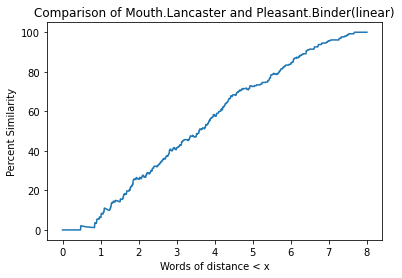 Comparison of Mouth.Lancaster and Pleasant.Binder(linear)
100
80
60
40
20
0
Percent Similarity
0 1 2 3 4 5 6 7 8
Words of distance < x